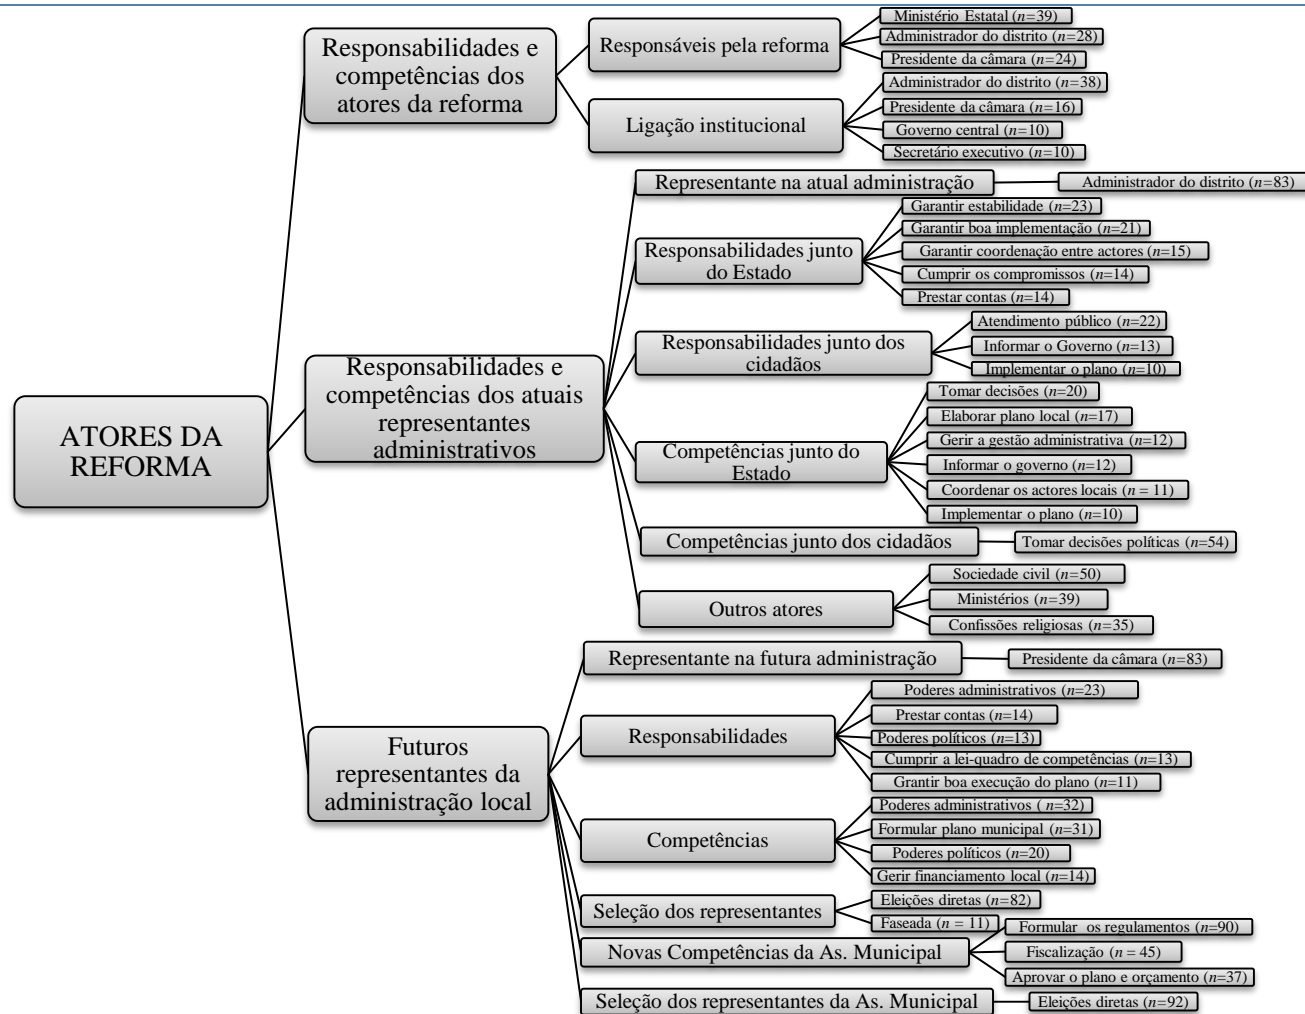 ATORES DA
REFORMA
Responsabilidades e
competências dos
atores da reforma
Responsáveis pela reforma
Ministério Estatal (n=39)
Administrador do distrito (n=28)
Presidente da câmara (n=24)
Ligação institucional
Administrador do distrito (n=38)
Presidente da câmara (n=16)
Governo central (n=10)
Secretário executivo (n=10)
Responsabilidades e
competências dos atuais
representantes
administrativos
Representante na atual administração
Administrador do distrito (n=83)
Responsabilidades junto
do Estado
Garantir estabilidade (n=23)
Garantir boa implementação (n=21)
Garantir coordenação entre actores (n=15)
Cumprir os compromissos (n=14)
Prestar contas (n=14)
Responsabilidades junto dos
cidadãos
Atendimento público (n=22)
Informar o Governo (n=13)
Implementar o plano (n=10)
Competências junto do
Estado
Tomar decisões (n=20)
Elaborar plano local (n=17)
Gerir a gestão administrativa (n=12)
Informar o governo (n=12)
Coordenar os actores locais (n = 11)
Implementar o plano (n=10)
Competências junto dos cidadãos
Tomar decisões políticas (n=54)
Outros atores
Sociedade civil (n=50)
Ministérios (n=39)
Confissões religiosas (n=35)
Futuros
representantes da
administração local
Representante na futura administração
Presidente da câmara (n=83)
Responsabilidades
Poderes administrativos (n=23)
Prestar contas (n=14)
Poderes políticos (n=13)
Cumprir a lei-quadro de competências (n=13)
Grantir boa execução do plano (n=11)
Competências
Poderes administrativos ( n=32)
Formular plano municipal (n=31)
Poderes políticos (n=20)
Gerir financiamento local (n=14)
Seleção dos representantes
Eleições diretas (n=82)
Faseada (n = 11)
Novas Competências da As. Municipal
Formular os regulamentos (n=90)
Fiscalização (n = 45)
Aprovar o plano e orçamento (n=37)
Seleção dos representantes da As. Municipal
Eleições diretas (n=92)